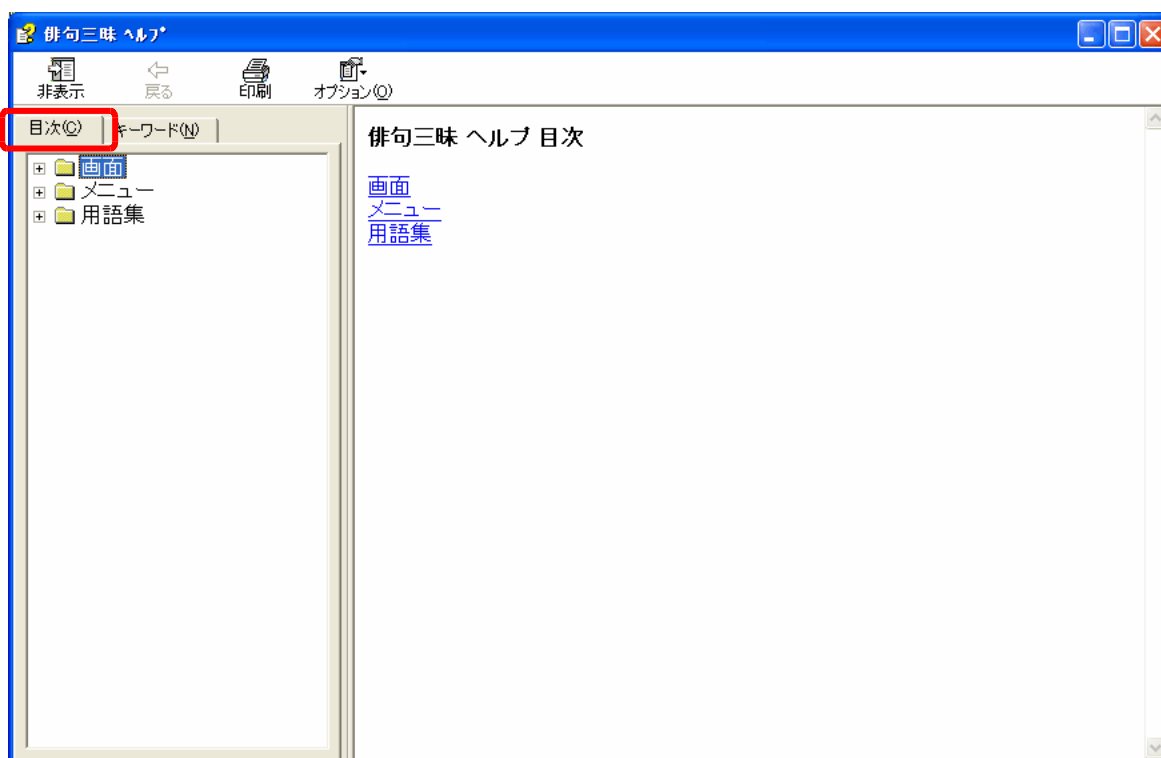 俳句三昧 ﾍﾙﾌﾟ
非表示 戻る 印刷 オプション(O)
目次(C) キーワード(N)
画面
メニュー
用語集
俳句三昧 ヘルプ 目次
画面
メニュー
用語集